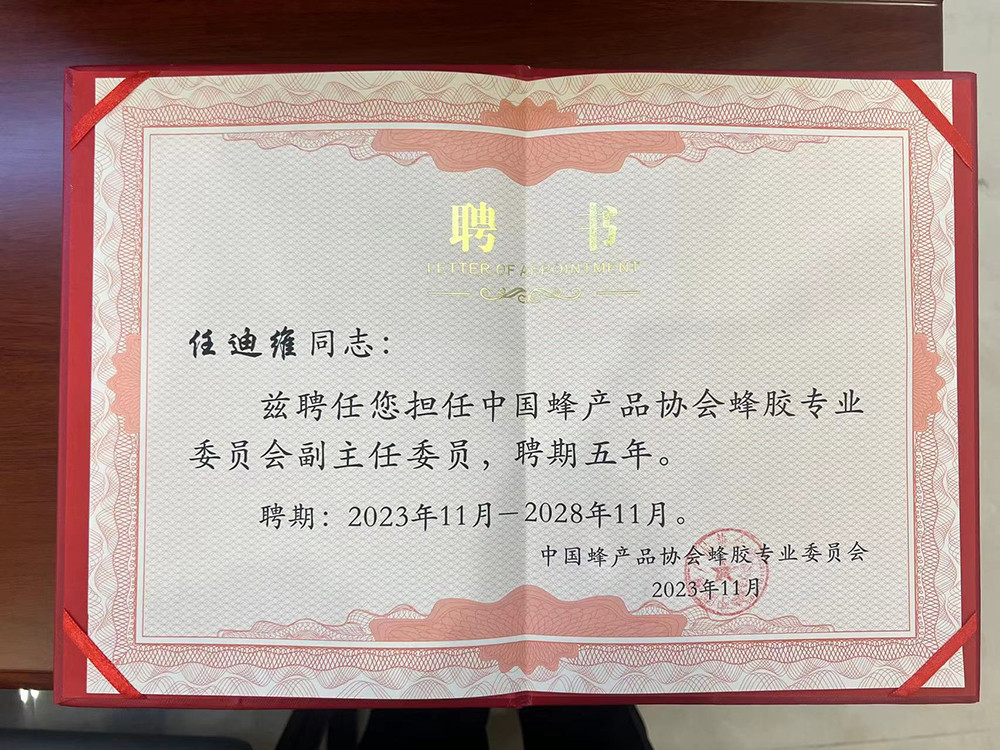 聘 书
LETTER OF APPOINTMENT
任迪维同志：
兹聘任您担任中国蜂产品协会蜂胶专业
委员会副主任委员，聘期五年。
聘期：2023年11月－2028年11月。
中国蜂产品协会蜂胶专业委员会
2023年11月